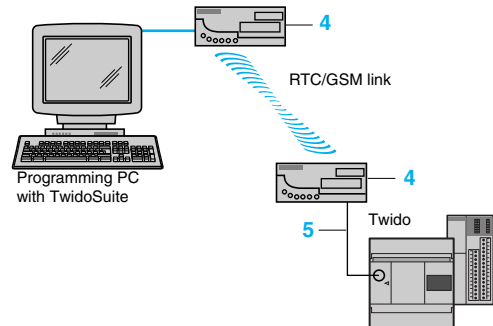 4
RTC/GSM link
4
Programming PC
with TwidoSuite
Twido
5